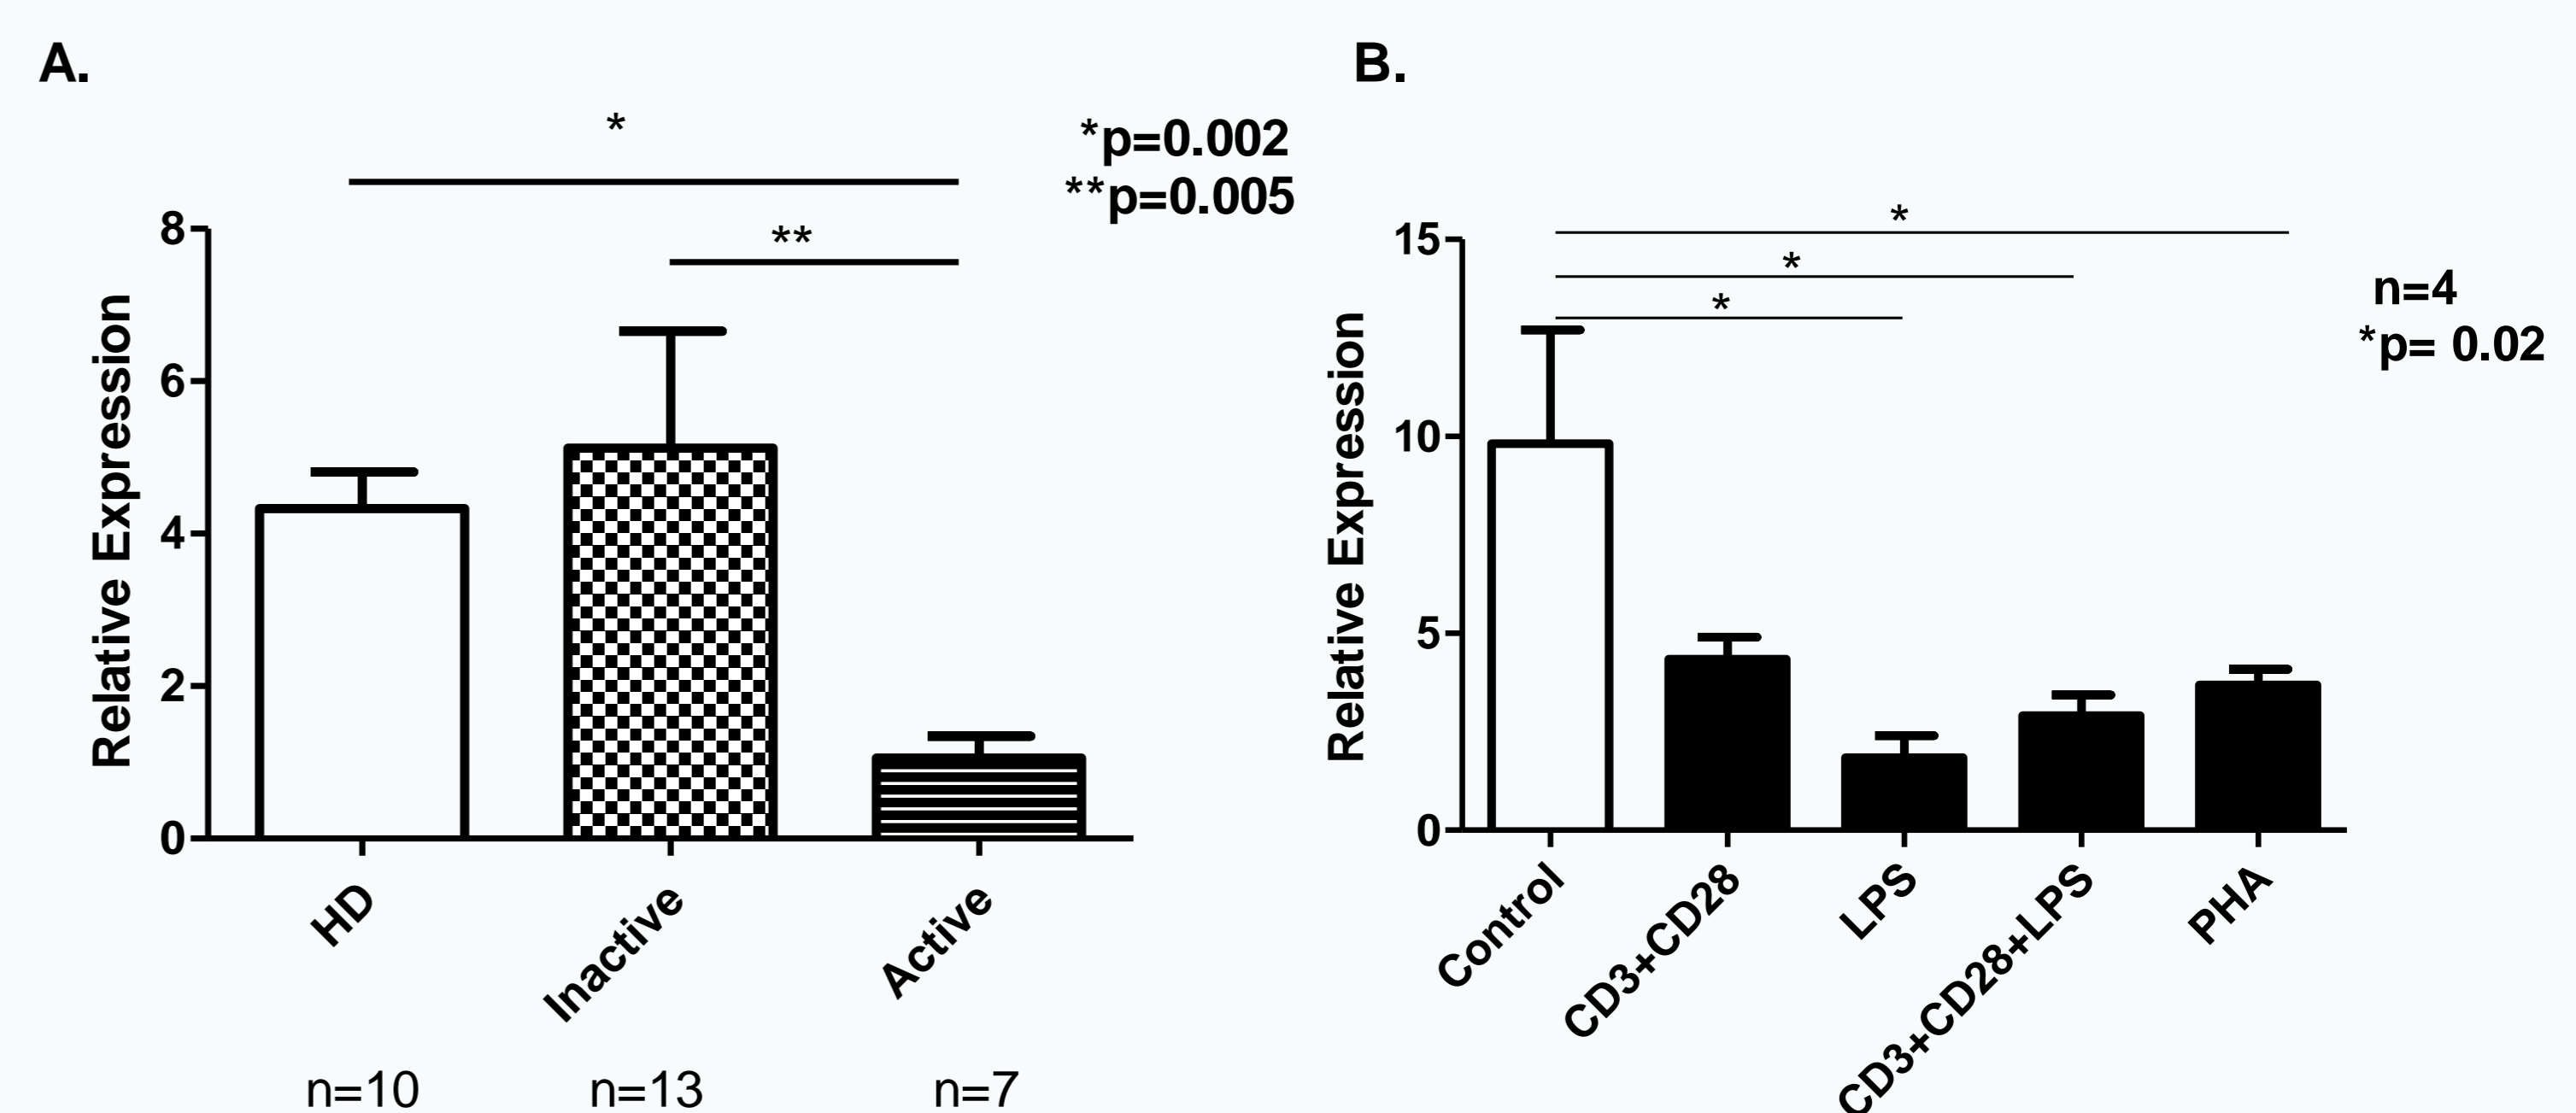 A.
*
*p=0.002
**p=0.005
**
8
6
4
2
0
Relative Expression
HD
Inactive
Active
n=10
n=13
n=7
B.
*
*
*
n=4
*p= 0.02
15
10
5
0
Relative Expression
Control
CD3+CD28
LPS
CD3+CD28+LPS
PHA